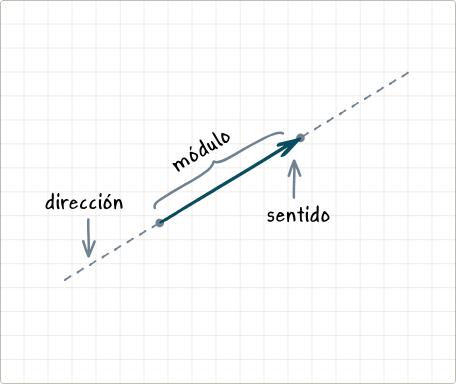 módulo
dirección
sentido